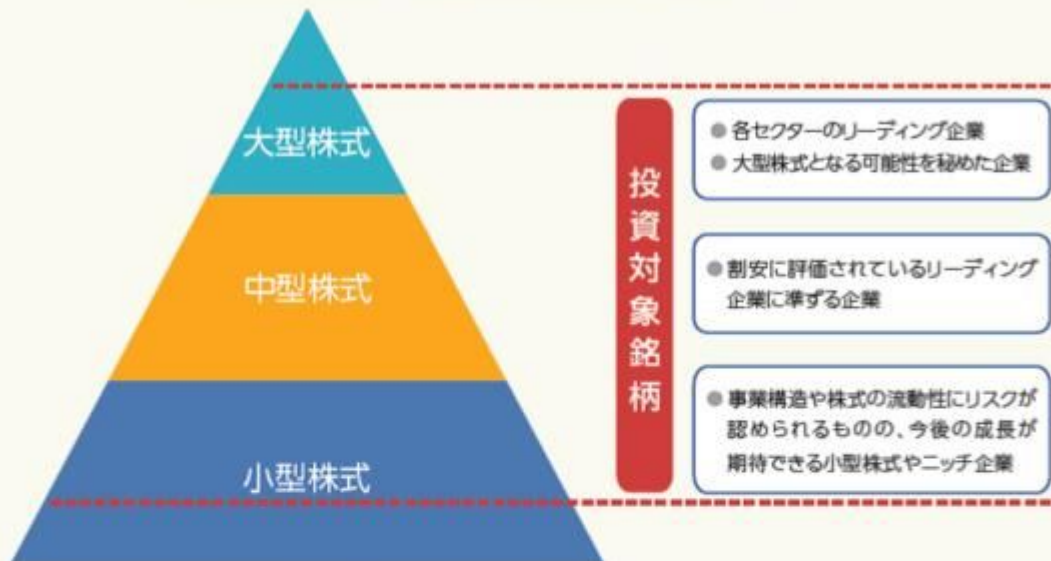 大型株式
中型株式
小型株式
投資対象銘柄
● 各セクターのリーディング企業
● 大型株式となる可能性を秘めた企業
● 割安に評価されているリーディング
企業に準ずる企業
● 事業構造や株式の流動性にリスクが
認められるものの、今後の成長が
期待できる小型株式やニッチ企業